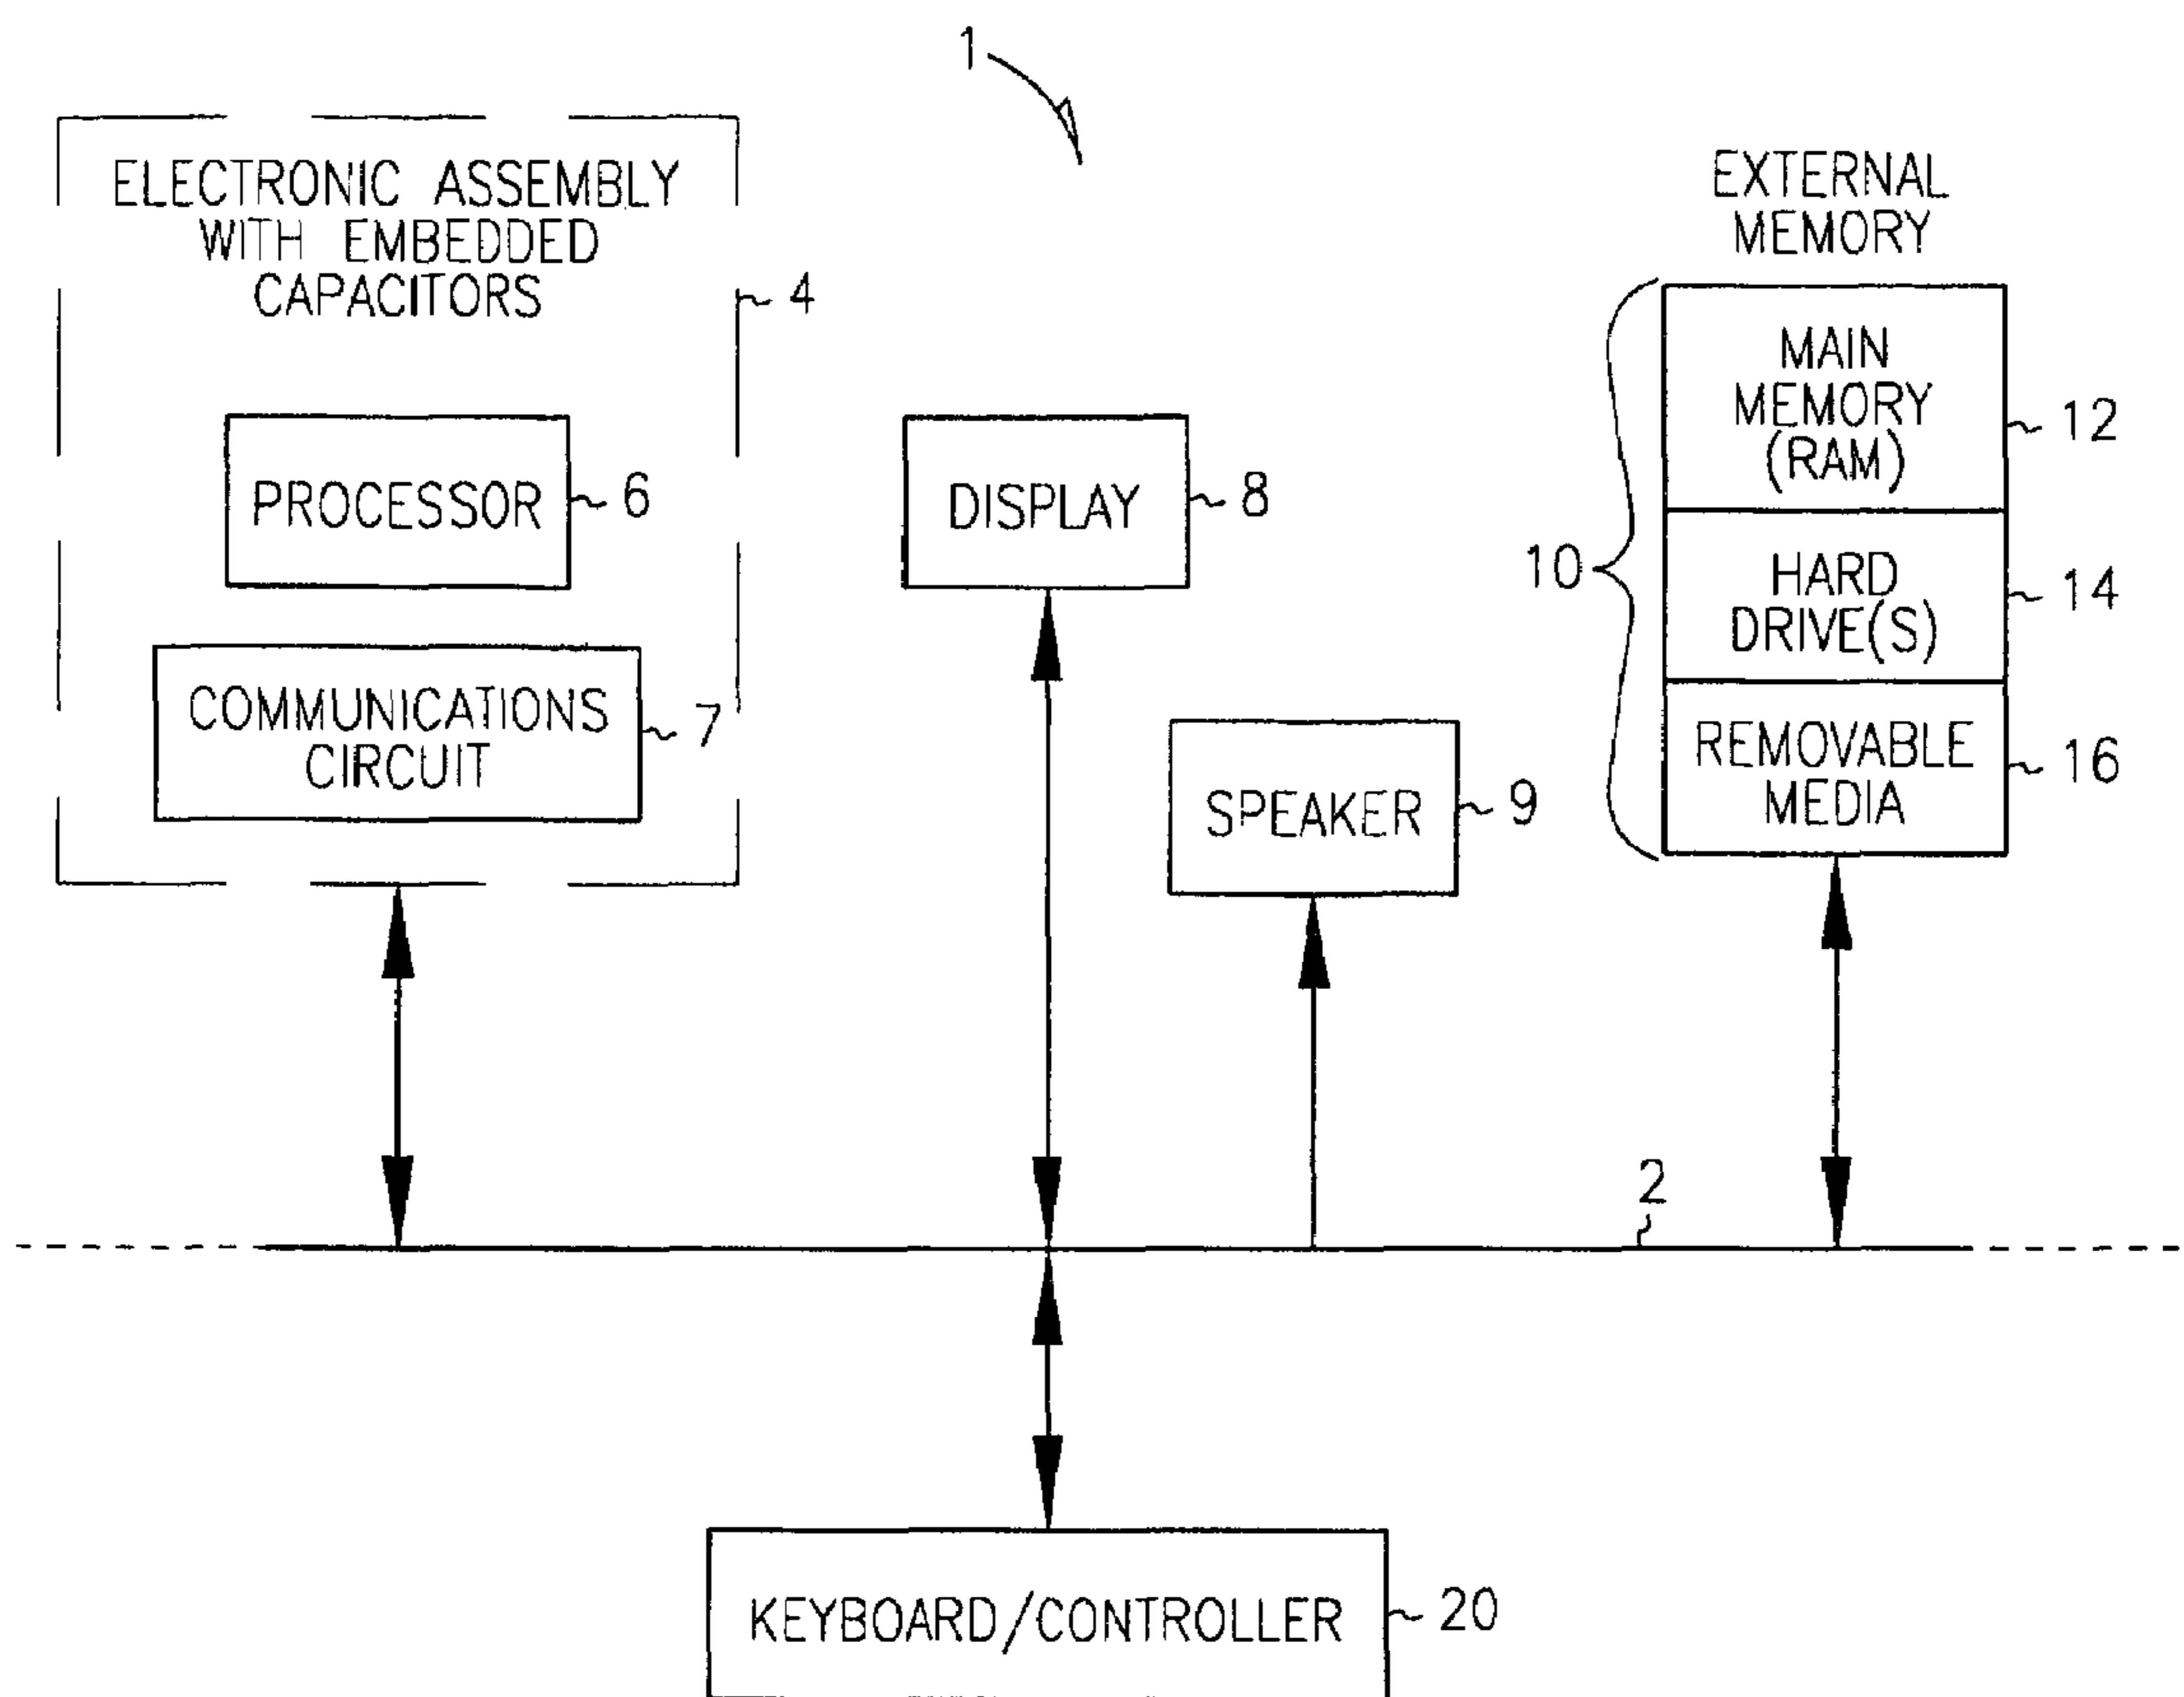 1
ELECTRONIC ASSEMBLY
WITH EMBEDDED
CAPACITORS
4
PROCESSOR
6
COMMUNICATIONS
CIRCUIT
7
DISPLAY
8
SPEAKER
9
EXTERNAL
MEMORY
10
MAIN
MEMORY
(RAM)
12
HARD
DRIVE(S)
14
REMOVABLE
MEDIA
16
2
KEYBOARD/CONTROLLER
20